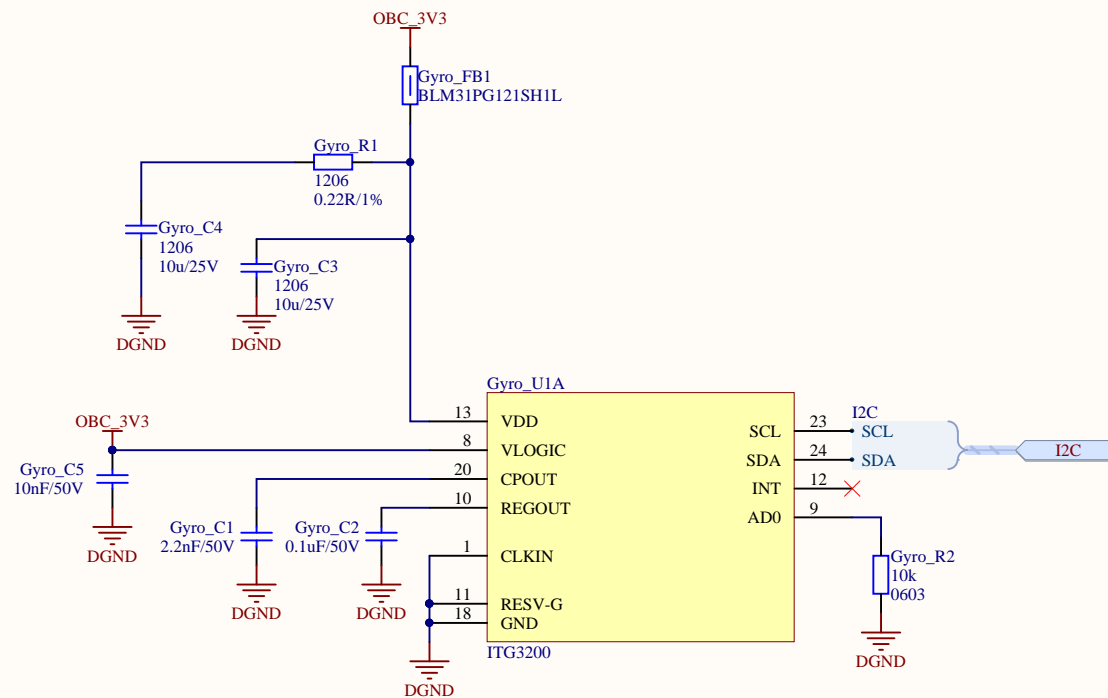 OBC_3V3
Gyro_FB1
BLM31PG121SH1L
Gyro_R1
1206
0.22R/1%
Gyro_C4
1206
10u/25V
Gyro_C3
1206
10u/25V
DGND
DGND
Gyro_U1A
OBC_3V3
13
VDD
8
VLOGIC
20
CPOUT
10
REGOUT
1
CLKIN
11
RESV-G
18
GND
SCL
23
SDA
24
INT
12
AD0
9
I2C
SCL
SDA
I2C
Gyro_C5
10nF/50V
DGND
Gyro_C1
2.2nF/50V
DGND
Gyro_C2
0.1uF/50V
DGND
Gyro_R2
10k
0603
DGND
ITG3200
DGND